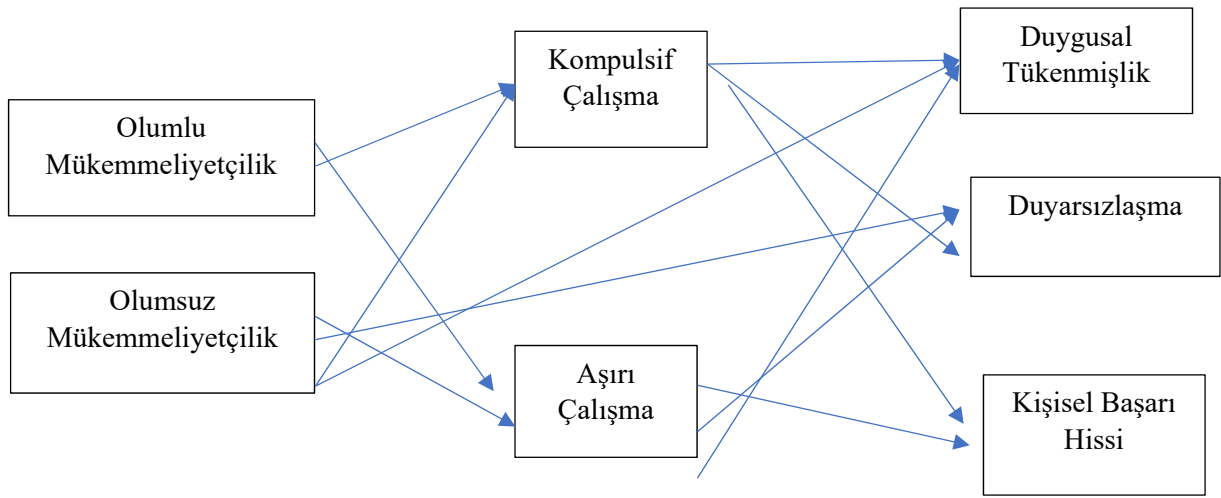 Olumlu
Mükemmeliyetçilik
Olumsuz
Mükemmeliyetçilik
Kompulsif
Çalışma
Aşırı
Çalışma
Duygusal
Tükenmişlik
Duyarsızlaşma
Kişisel Başarı
Hissi